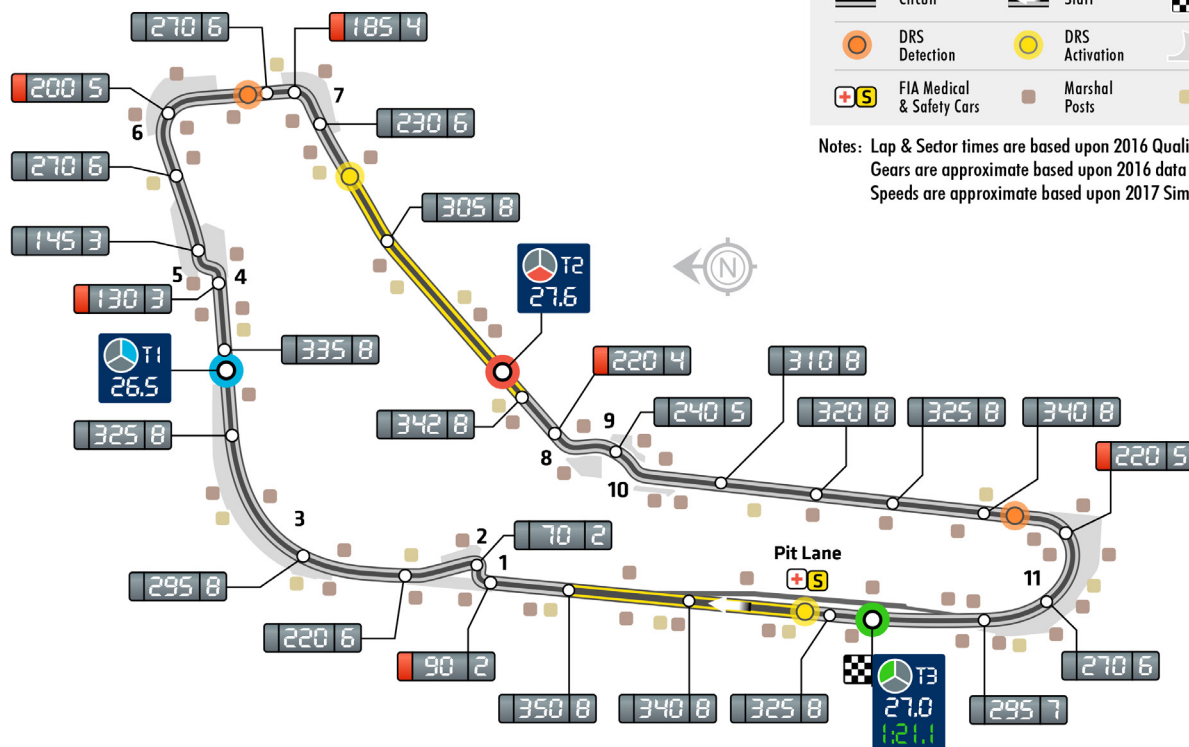 Start
DRS
Detection
DRS
Activation
S
FIA Medical
& Safety Cars
Marshal
Posts
Notes: Lap & Sector times are based upon 2016 Quali
Gears are approximate based upon 2016 data
Speeds are approximate based upon 2017 Sim
270 6
185 4
200 5
6
7
230 6
270 6
305 8
145 3
5
4
130 3
T2
27.6
N
T1
26.5
335 8
220 4
310 8
325 8
342 8
9
240 5
320 8
325 8
340 8
8
10
220 5
3
2
70 2
1
Pit Lane
S
11
295 8
220 6
90 2
270 6
350 8
340 8
325 8
T3
27.0
1:21.1
295 7